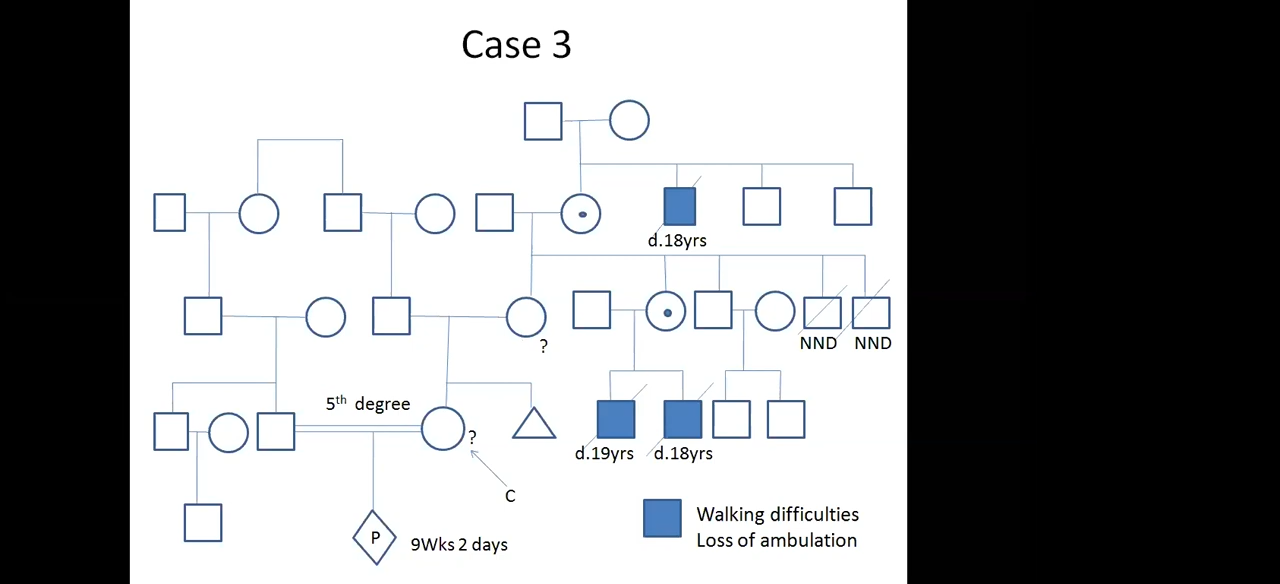 Case 3
d.18yrs
?
NND NND
5th degree
?
d.19yrs d.18yrs
C
Walking difficulties
Loss of ambulation
P
9Wks 2 days